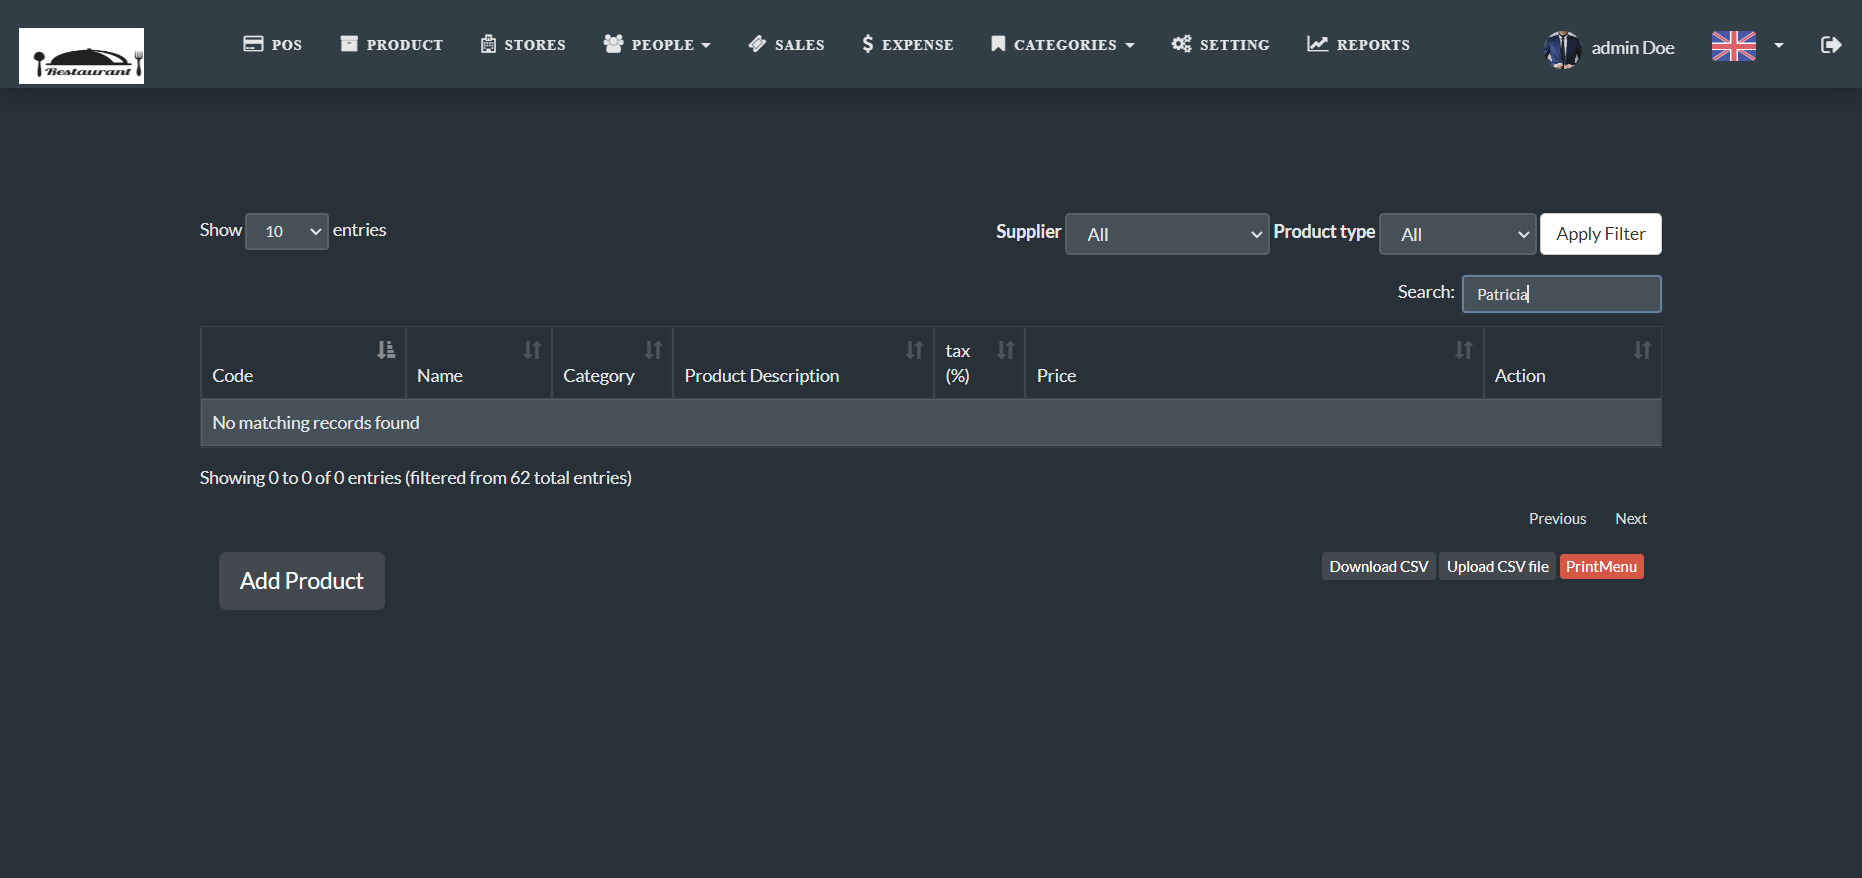 Restaurant
POS PRODUCT STORES PEOPLE SALES EXPENSE CATEGORIES SETTING REPORTS admin Doe
Show 10 entries
Supplier All Product type All Apply Filter
Search: Patricia
Code Name Category Product Description tax (%) Price Action
No matching records found
Showing 0 to 0 of 0 entries (filtered from 62 total entries)
Previous Next
Add Product
Download CSV Upload CSV file PrintMenu